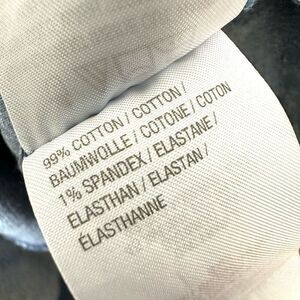 99% COTTON / COTTON /
BAUMWOLLE / COTONE / COTON
1% SPANDEX / ELASTANE /
ELASTHAN / ELASTAN /
ÉLASTHANNE